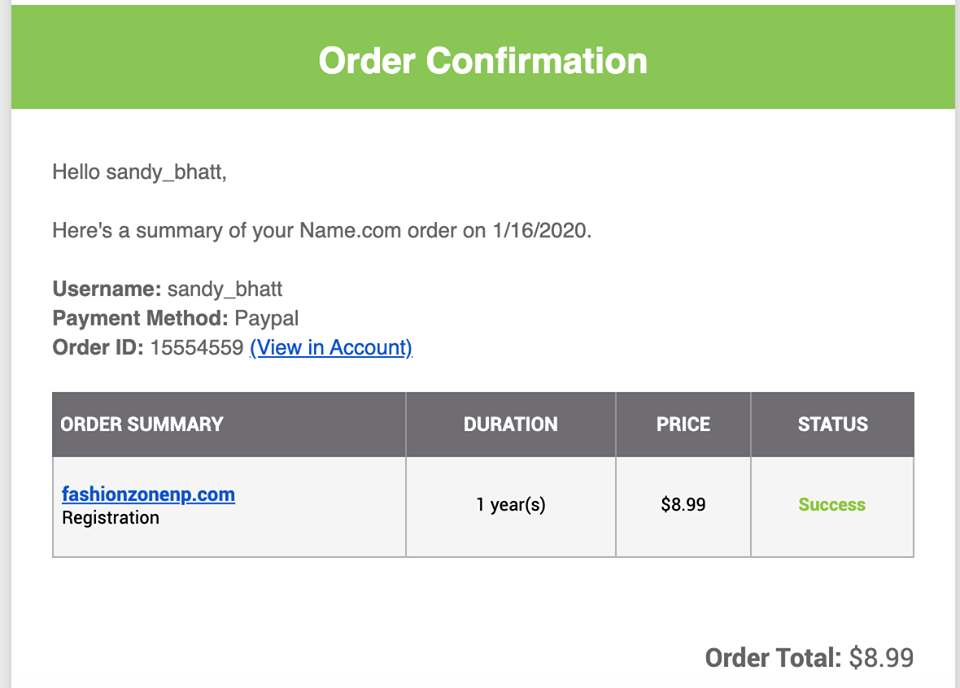 Order Confirmation
Hello sandy_bhatt,
Here's a summary of your Name.com order on 1/16/2020.
Username: sandy_bhatt
Payment Method: Paypal
Order ID: 15554559 (View in Account)
ORDER SUMMARY DURATION PRICE STATUS
fashionzonenp.com
Registration
1 year(s) $8.99 Success
Order Total: $8.99